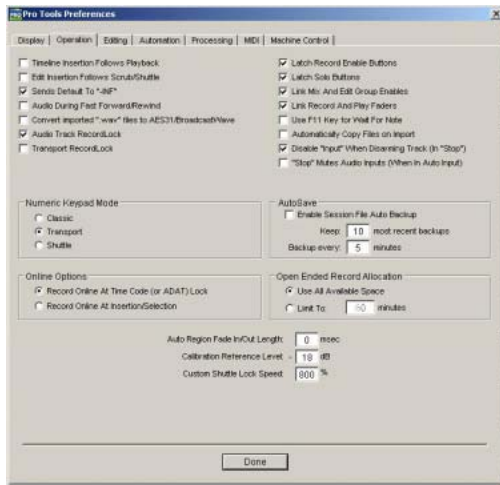 Pro Tools Preferences
Display Operation Editing Automation Processing MIDI Machine Control
Timeline Insertion Follows Playback
Edit Insertion Follows Scrub/Shuttle
Sends Default To "-INF"
Audio During Fast Forward/Rewind
Convert imported ".wav" files to AES31/BroadcastWave
Audio Track RecordLock
Transport RecordLock
Latch Record Enable Buttons
Latch Solo Buttons
Link Mix And Edit Group Enables
Link Record And Play Faders
Use F11 Key for Wait For Note
Automatically Copy Files on Import
Disable "Input" When Disarming Track (In "Stop")
"Stop" Mutes Audio Inputs (When In Auto Input)
Numeric Keypad Mode
Classic
Transport
Shuttle
AutoSave
Enable Session File Auto Backup
Keep: 10 most recent backups
Backup every: 5 minutes
Online Options
Record Online At Time Code (or ADAT) Lock
Record Online At Insertion/Selection
Open Ended Record Allocation
Use All Available Space
Limit To: 60 minutes
Auto Region Fade In/Out Length: 0 msec
Calibration Reference Level: - 18 dB
Custom Shuttle Lock Speed: 800 %
Done